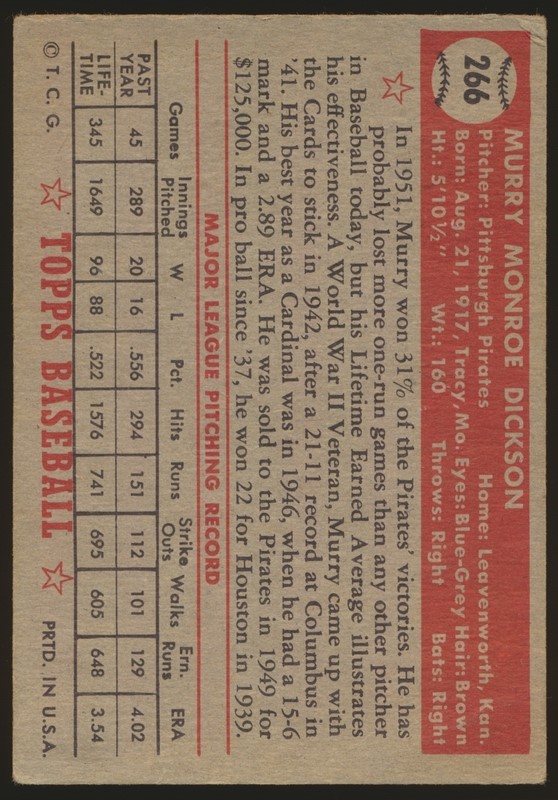 266
MURRY MONROE DICKSON
Pitcher: Pittsburgh Pirates Home: Leavenworth, Kan.
Born: Aug. 21, 1917, Tracy, Mo. Eyes: Blue-Grey Hair: Brown
Ht.: 5'10½" Wt.: 160 Throws: Right Bats: Right
In 1951, Murry won 31% of the Pirates' victories. He has
probably lost more one-run games than any other pitcher
in Baseball today, but his Lifetime Earned Average illustrates
his effectiveness. A World War II Veteran, Murry came up with
the Cards to stick in 1942, after a 21-11 record at Columbus in
'41. His best year as a Cardinal was in 1946, when he had a 15-6
mark and a 2.89 ERA. He was sold to the Pirates in 1949 for
$125,000. In pro ball since '37, he won 22 for Houston in 1939.
MAJOR LEAGUE PITCHING RECORD
Games Innings Pitched W L Pct. Hits Runs Strike Outs Walks Ern. Runs ERA
PAST YEAR 45 289 20 16 .556 294 151 112 101 129 4.02
LIFE-TIME 345 1649 96 88 .522 1576 741 695 605 648 3.54
© T. C. G. TOPPS BASEBALL PRTD. IN U.S.A.